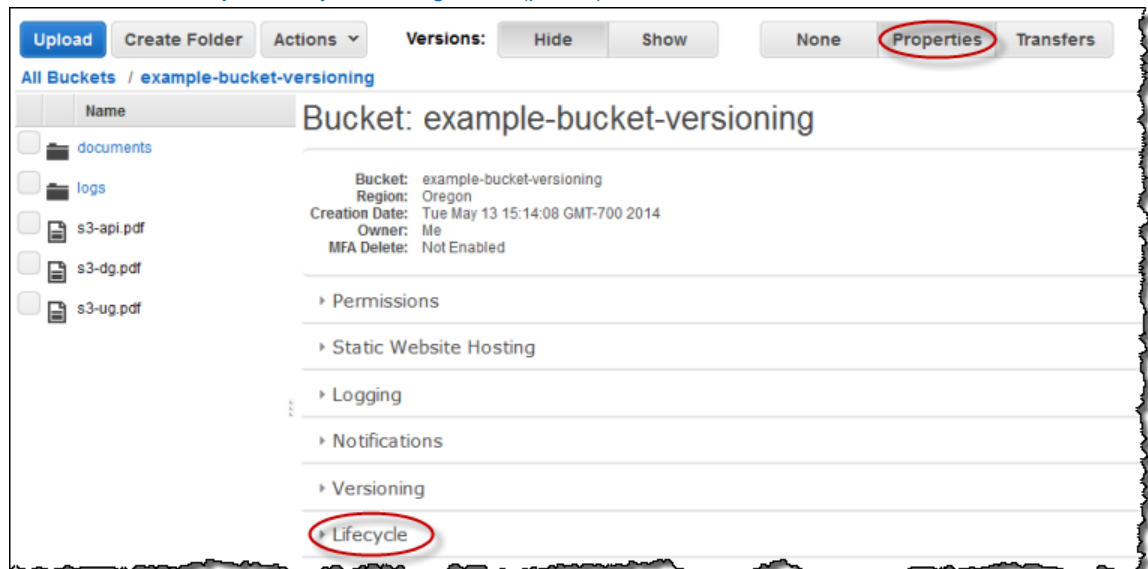 Upload Create Folder Actions Versions: Hide Show None Properties Transfers
All Buckets / example-bucket-versioning
Name
documents
logs
s3-api.pdf
s3-dg.pdf
s3-ug.pdf
Bucket: example-bucket-versioning
Bucket: example-bucket-versioning
Region: Oregon
Creation Date: Tue May 13 15:14:08 GMT-700 2014
Owner: Me
MFA Delete: Not Enabled
Permissions
Static Website Hosting
Logging
Notifications
Versioning
Lifecycle